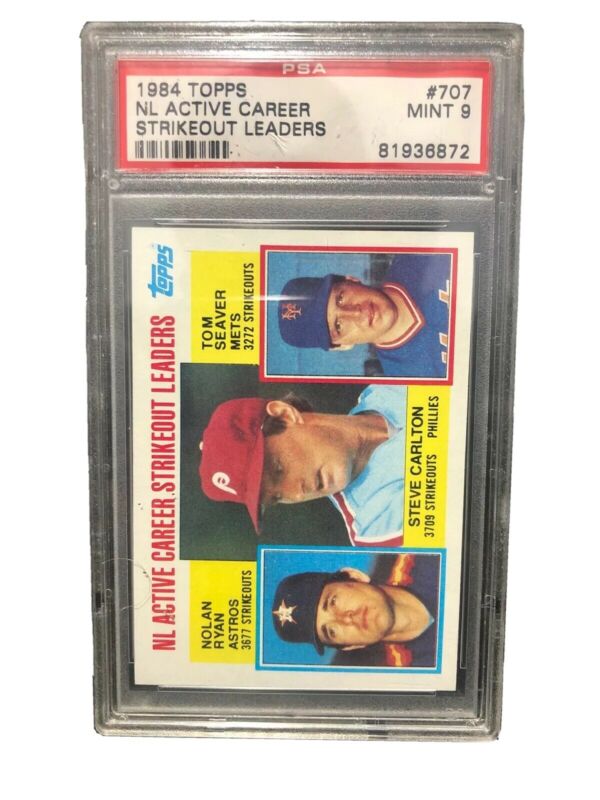 PSA
1984 TOPPS #707
NL ACTIVE CAREER MINT 9
STRIKEOUT LEADERS
81936872
TOPPS
NL ACTIVE CAREER STRIKEOUT LEADERS
NOLAN
RYAN
ASTROS
3677 STRIKEOUTS
P
STEVE CARLTON
3709 STRIKEOUTS PHILLIES
TOM
SEAVER
METS
3272 STRIKEOUTS